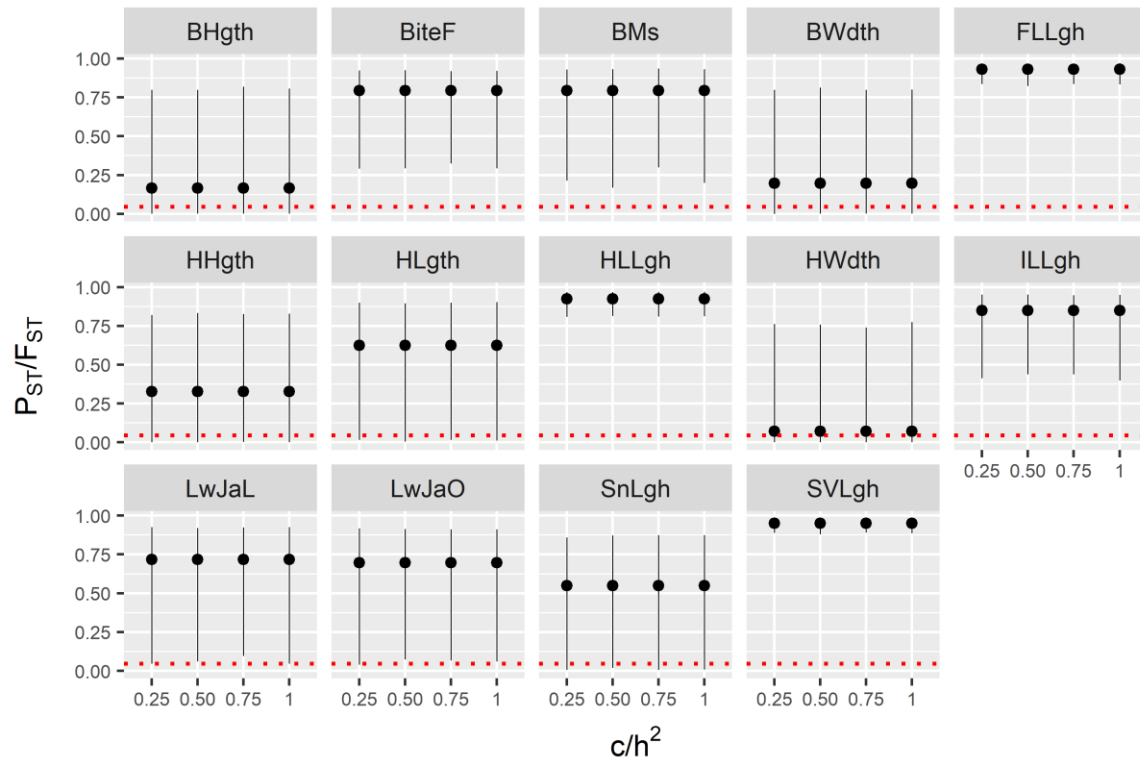 BHgth BiteF BMs BWdth FLLgh
1.00
0.75
0.50
0.25
0.00
HHgth HLgth HLLgh HWdth ILLgh
1.00
0.75
0.50
0.25
0.00
0.25 0.50 0.75 1
LwJaL LwJaO SnLgh SVLgh
1.00
0.75
0.50
0.25
0.00
0.25 0.50 0.75 1 0.25 0.50 0.75 1 0.25 0.50 0.75 1 0.25 0.50 0.75 1
P_ST/F_ST
c/h²